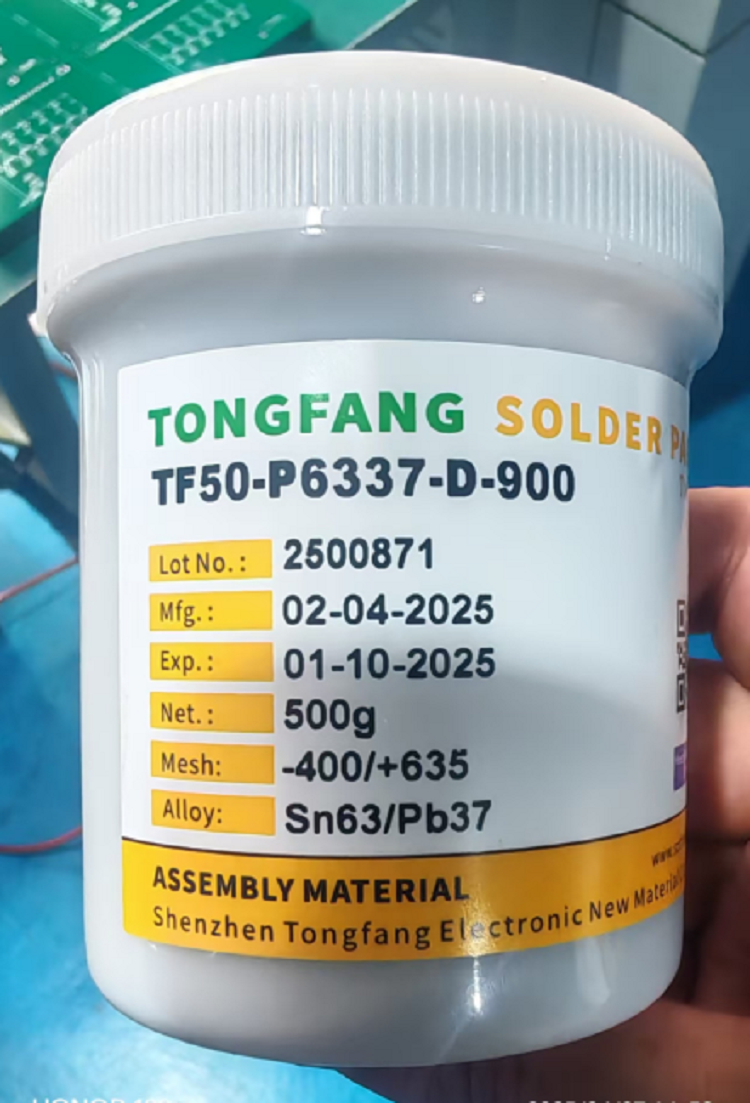 TONGFANG SOLDER
TF50-P6337-D-900
Lot No. : 2500871
Mfg. : 02-04-2025
Exp. : 01-10-2025
Net. : 500g
Mesh: -400/+635
Alloy: Sn63/Pb37
ASSEMBLY MATERIAL
Shenzhen Tongfang Electronic New Material